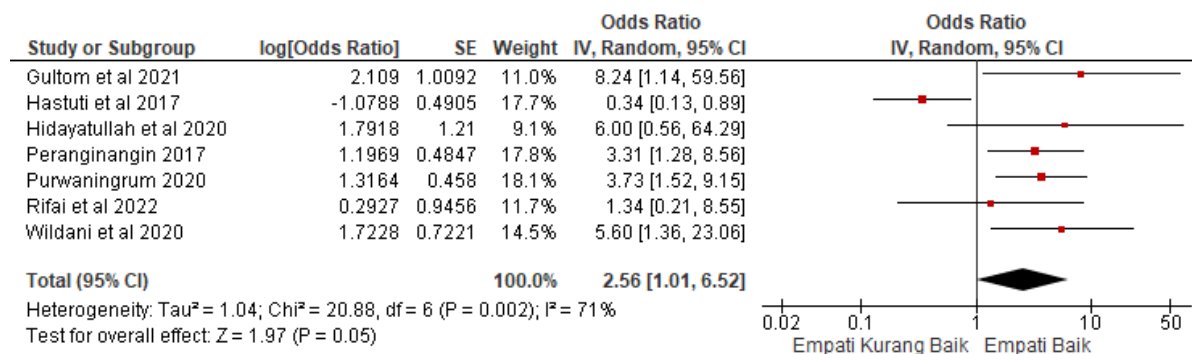 Odds Ratio Odds Ratio
Study or Subgroup log[Odds Ratio] SE Weight IV, Random, 95% CI IV, Random, 95% CI
Gultom et al 2021 2.109 1.0092 11.0% 8.24 [1.14, 59.56]
Hastuti et al 2017 -1.0788 0.4905 17.7% 0.34 [0.13, 0.89]
Hidayatullah et al 2020 1.7918 1.21 9.1% 6.00 [0.56, 64.29]
Peranginangin 2017 1.1969 0.4847 17.8% 3.31 [1.28, 8.56]
Purwaningrum 2020 1.3164 0.458 18.1% 3.73 [1.52, 9.15]
Rifai et al 2022 0.2927 0.9456 11.7% 1.34 [0.21, 8.55]
Wildani et al 2020 1.7228 0.7221 14.5% 5.60 [1.36, 23.06]
Total (95% CI) 100.0% 2.56 [1.01, 6.52]
Heterogeneity: Tau² = 1.04; Chi² = 20.88, df = 6 (P = 0.002); I² = 71%
Test for overall effect: Z = 1.97 (P = 0.05)
0.02 0.1 1 10 50
Empati Kurang Baik Empati Baik